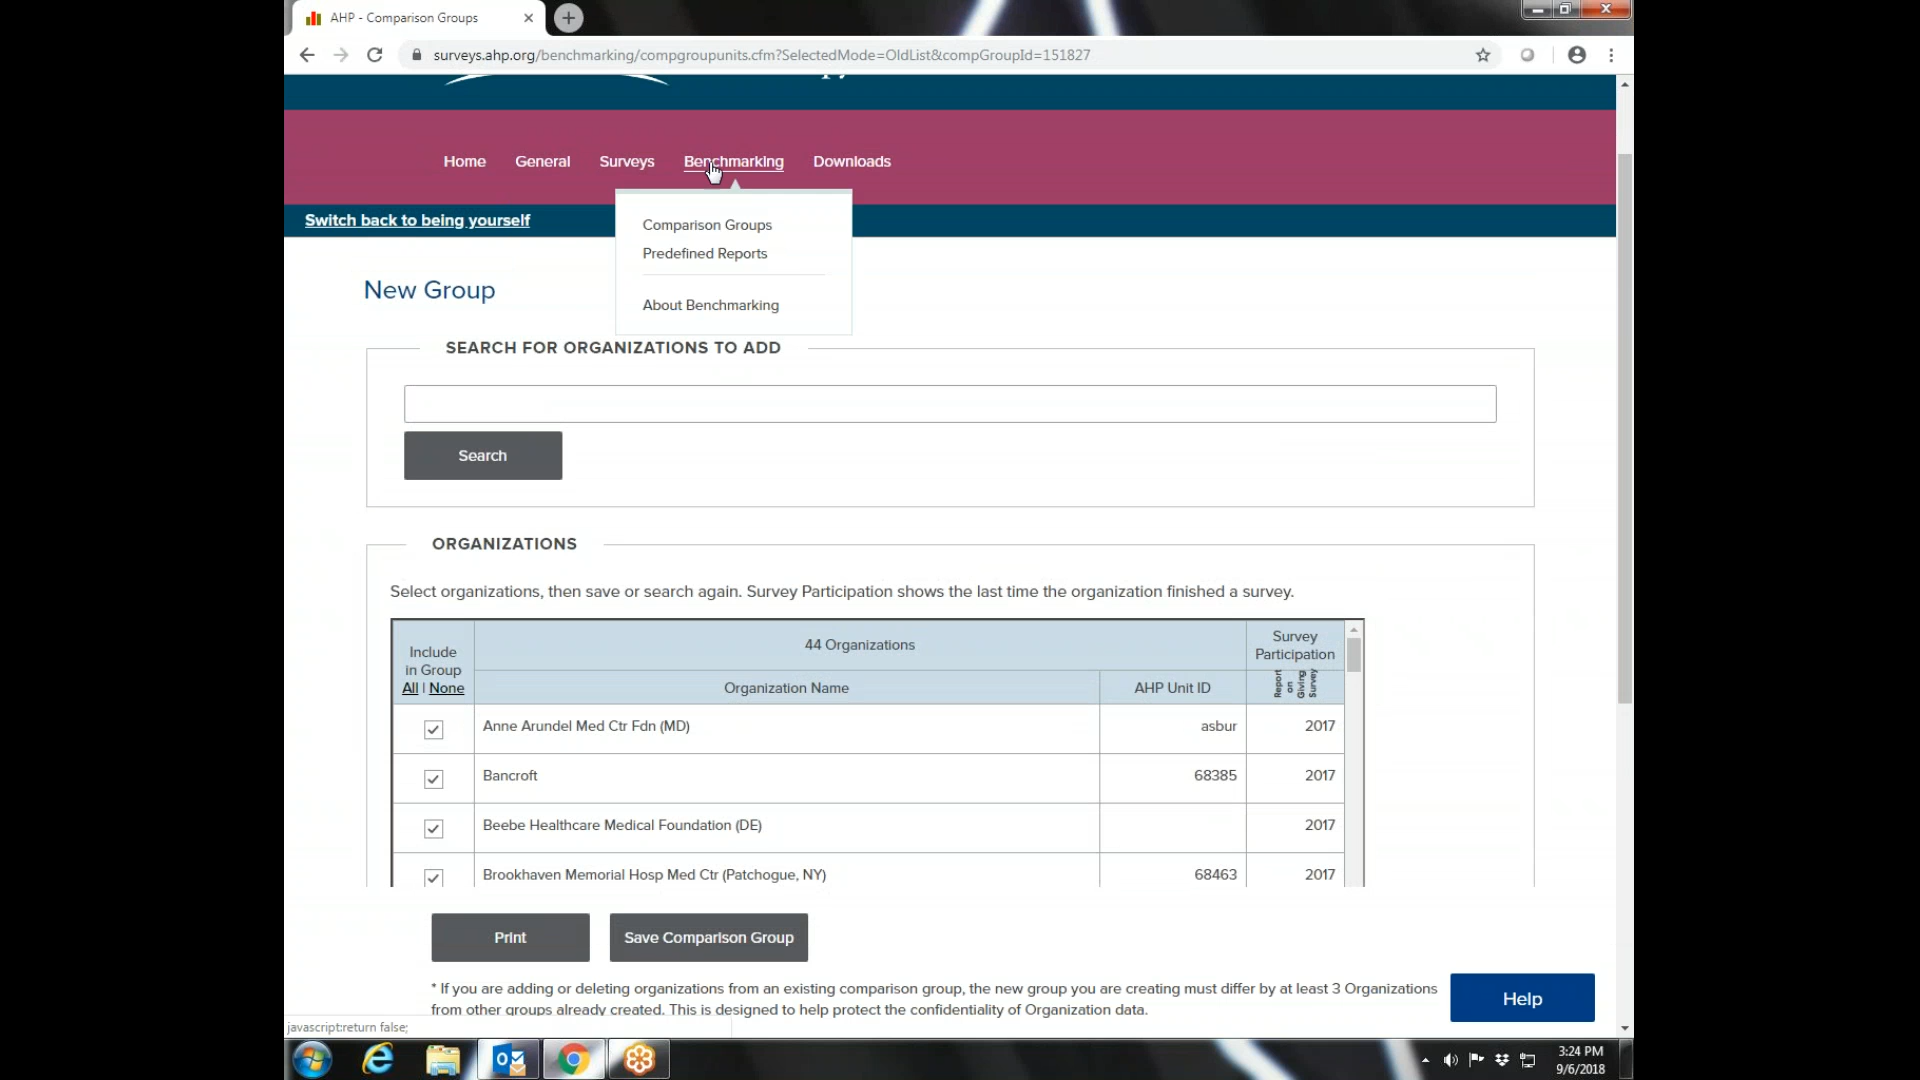 AHP - Comparison Groups
surveys.ahp.org/benchmarking/compgroupunits.cfm?SelectedMode=OldList&compGroupId=151827
Home General Surveys Benchmarking Downloads
Switch back to being yourself
Comparison Groups
Predefined Reports
About Benchmarking
New Group
SEARCH FOR ORGANIZATIONS TO ADD
Search
ORGANIZATIONS
Select organizations, then save or search again. Survey Participation shows the last time the organization finished a survey.
Include
in Group
All | None
44 Organizations
Survey
Participation
Organization Name
AHP Unit ID
Report
on
Giving
Survey
Anne Arundel Med Ctr Fdn (MD) asbur 2017
Bancroft 68385 2017
Beebe Healthcare Medical Foundation (DE) 2017
Brookhaven Memorial Hosp Med Ctr (Patchogue, NY) 68463 2017
Print
Save Comparison Group
* If you are adding or deleting organizations from an existing comparison group, the new group you are creating must differ by at least 3 Organizations
from other groups already created. This is designed to help protect the confidentiality of Organization data.
Help
javascript:return false;
3:24 PM
9/6/2018